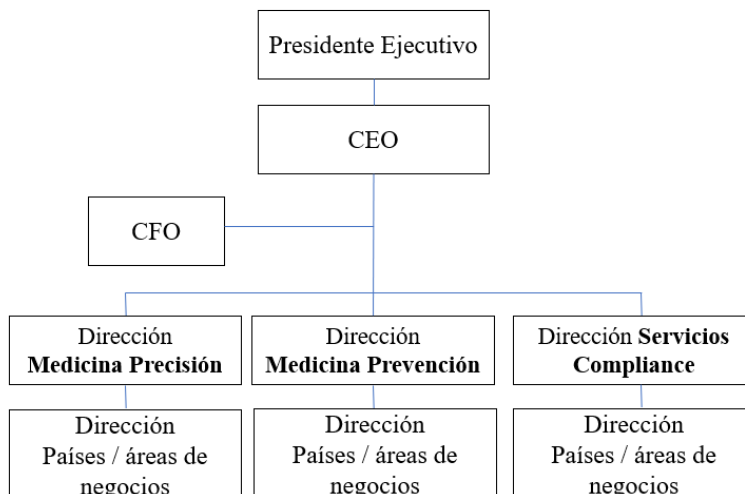 Presidente Ejecutivo
CEO
CFO
Dirección
Medicina Precisión
Dirección
Medicina Prevención
Dirección Servicios
Compliance
Dirección
Países / áreas de
negocios
Dirección
Países / áreas de
negocios
Dirección
Países / áreas de
negocios